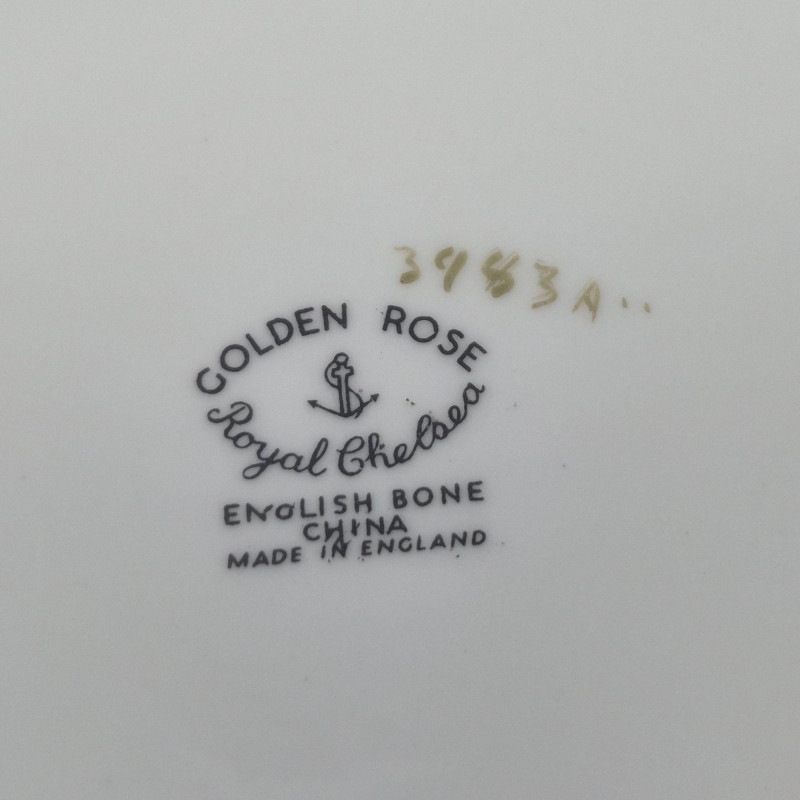 3983A..
GOLDEN ROSE
Royal Chelsea
ENGLISH BONE
CHINA
MADE IN ENGLAND